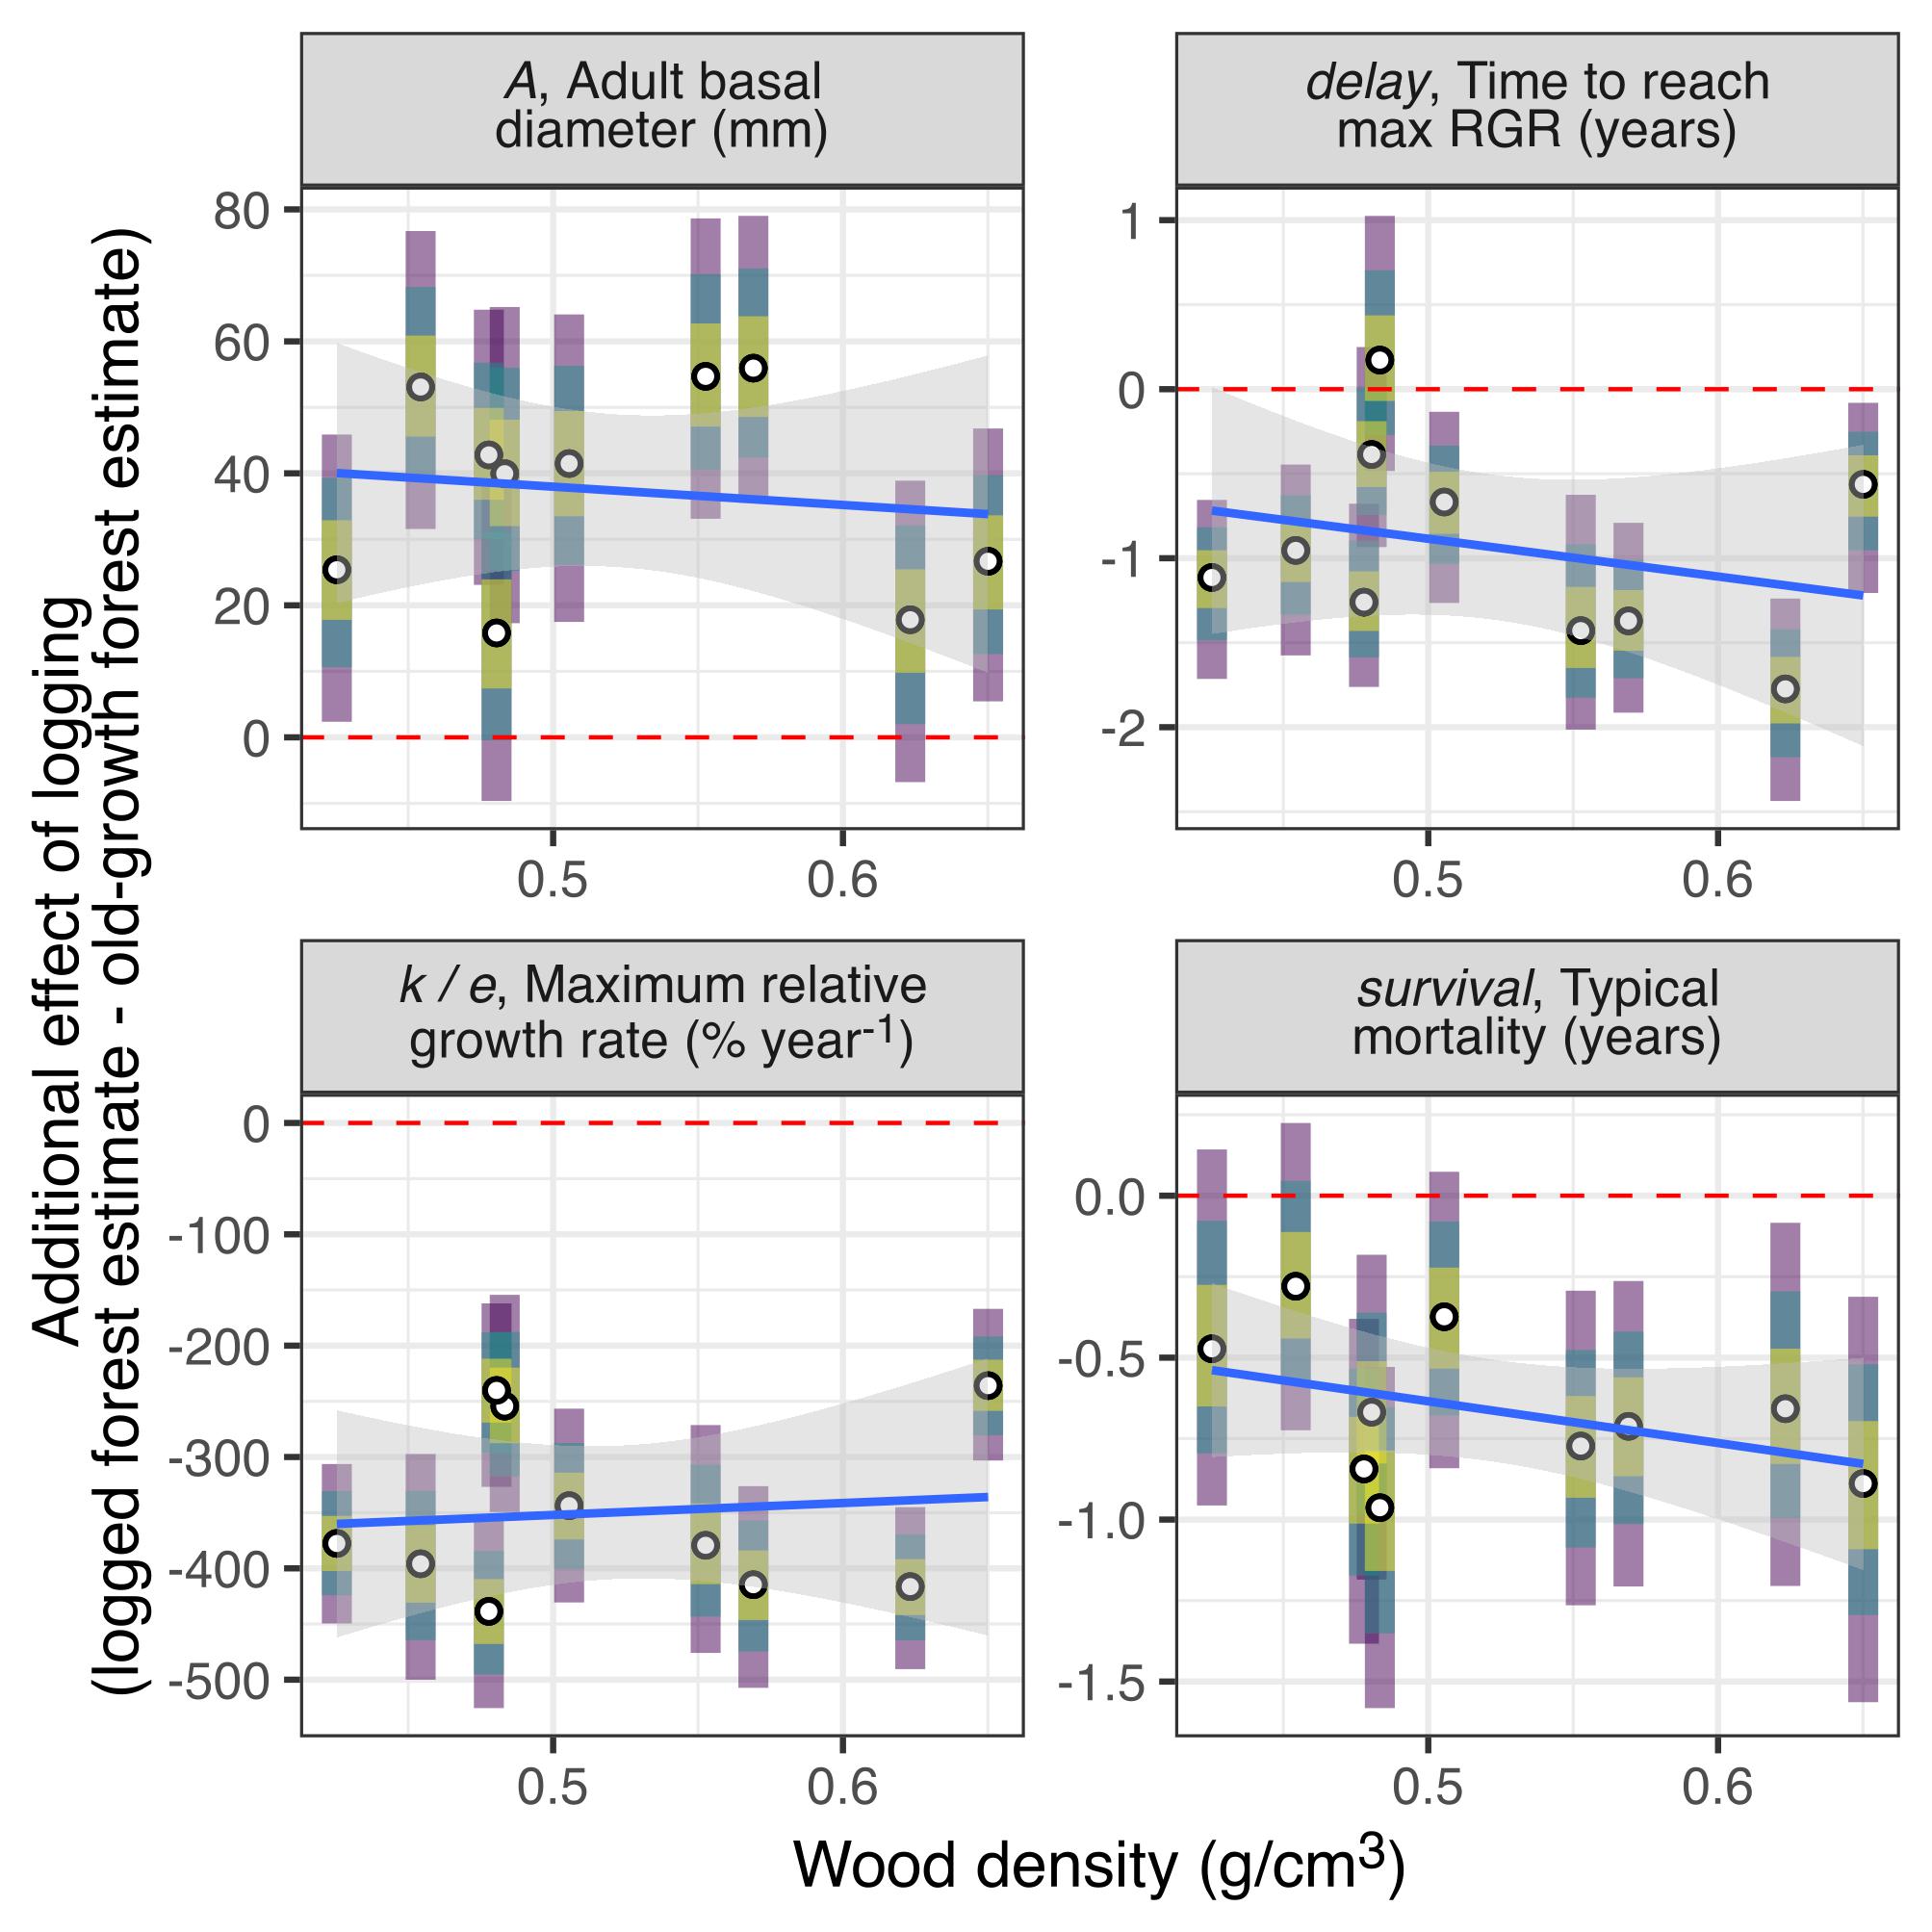 Additional effect of logging
(logged forest estimate - old-growth forest estimate)
A, Adult basal
diameter (mm)
80
60
40
20
0
0.5
0.6
delay, Time to reach
max RGR (years)
1
0
-1
-2
0.5
0.6
k / e, Maximum relative
growth rate (% year⁻¹)
0
-100
-200
-300
-400
-500
0.5
0.6
survival, Typical
mortality (years)
0.0
-0.5
-1.0
-1.5
0.5
0.6
Wood density (g/cm³)